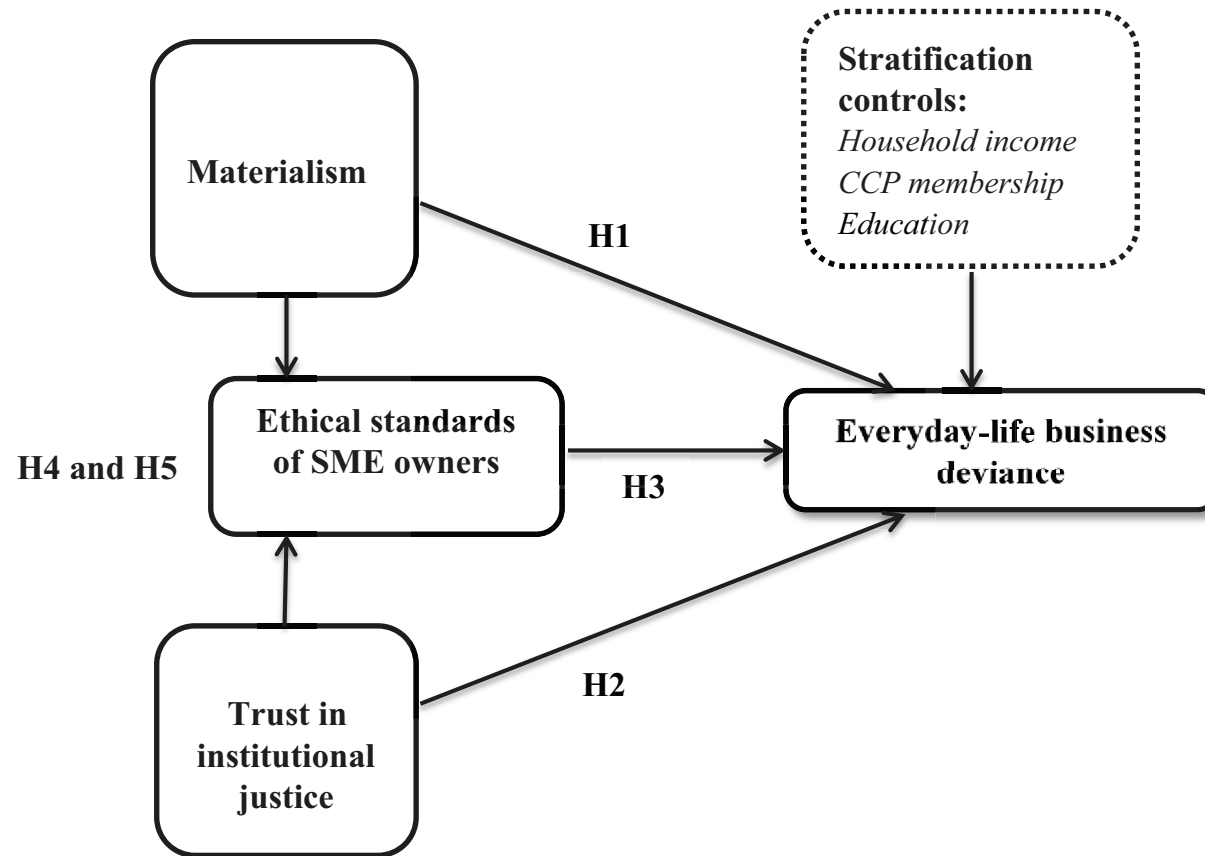 Stratification
controls:
Household income
CCP membership
Education
Materialism
H1
Ethical standards
of SME owners
H4 and H5
H3
Everyday-life business
deviance
H2
Trust in
institutional
justice